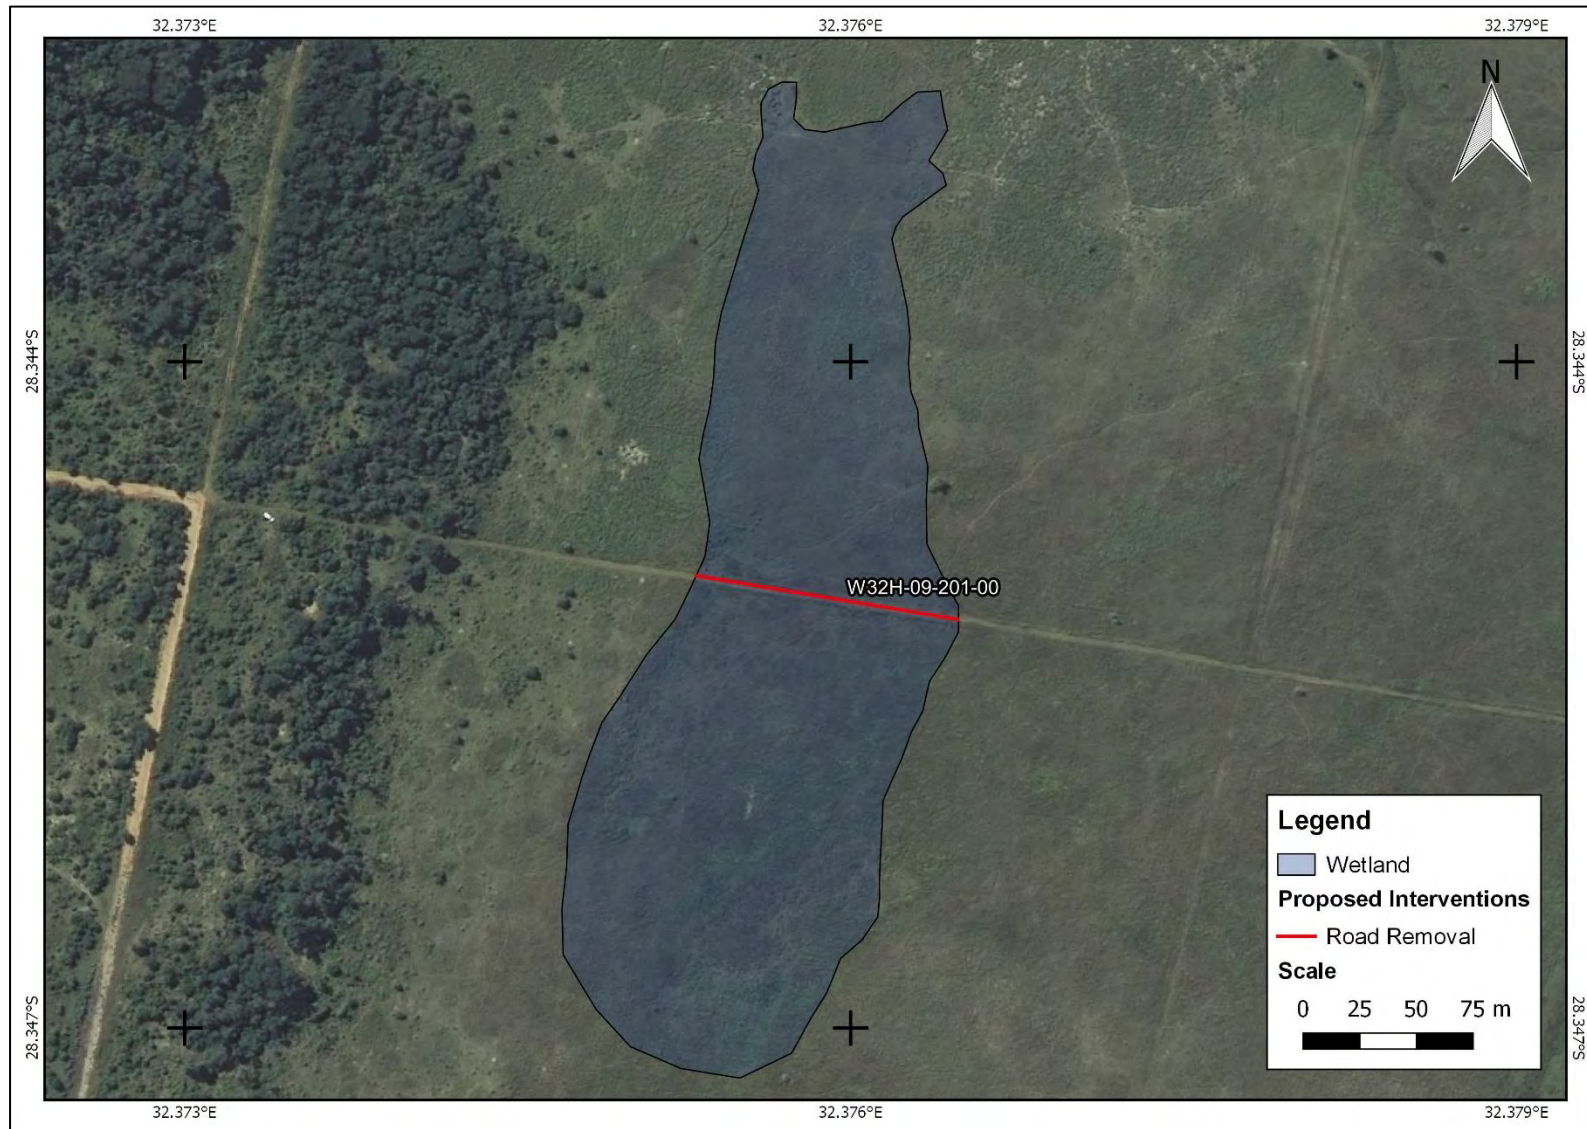 32.373°E 32.376°E 32.379°E
N
28.344°S 28.344°S
W32H-09-201-00
Legend
Wetland
Proposed Interventions
Road Removal
Scale
0 25 50 75 m
28.347°S 28.347°S
32.373°E 32.376°E 32.379°E